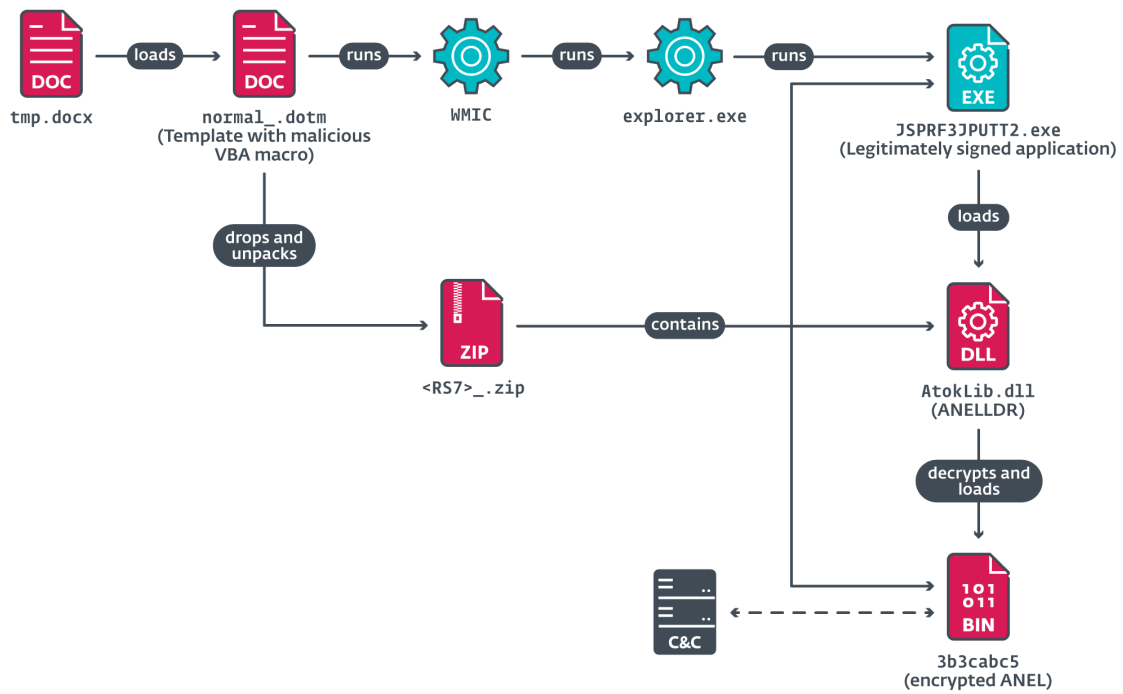 DOC
tmp.docx
loads
DOC
normal_.dotm
(Template with malicious
VBA macro)
runs
WMIC
runs
explorer.exe
runs
EXE
JSPRF3JPUTT2.exe
(Legitimately signed application)
loads
drops and
unpacks
ZIP
<RS7>_.zip
contains
DLL
AtokLib.dll
(ANELLDR)
decrypts and
loads
C&C
101
011
BIN
3b3cabc5
(encrypted ANEL)